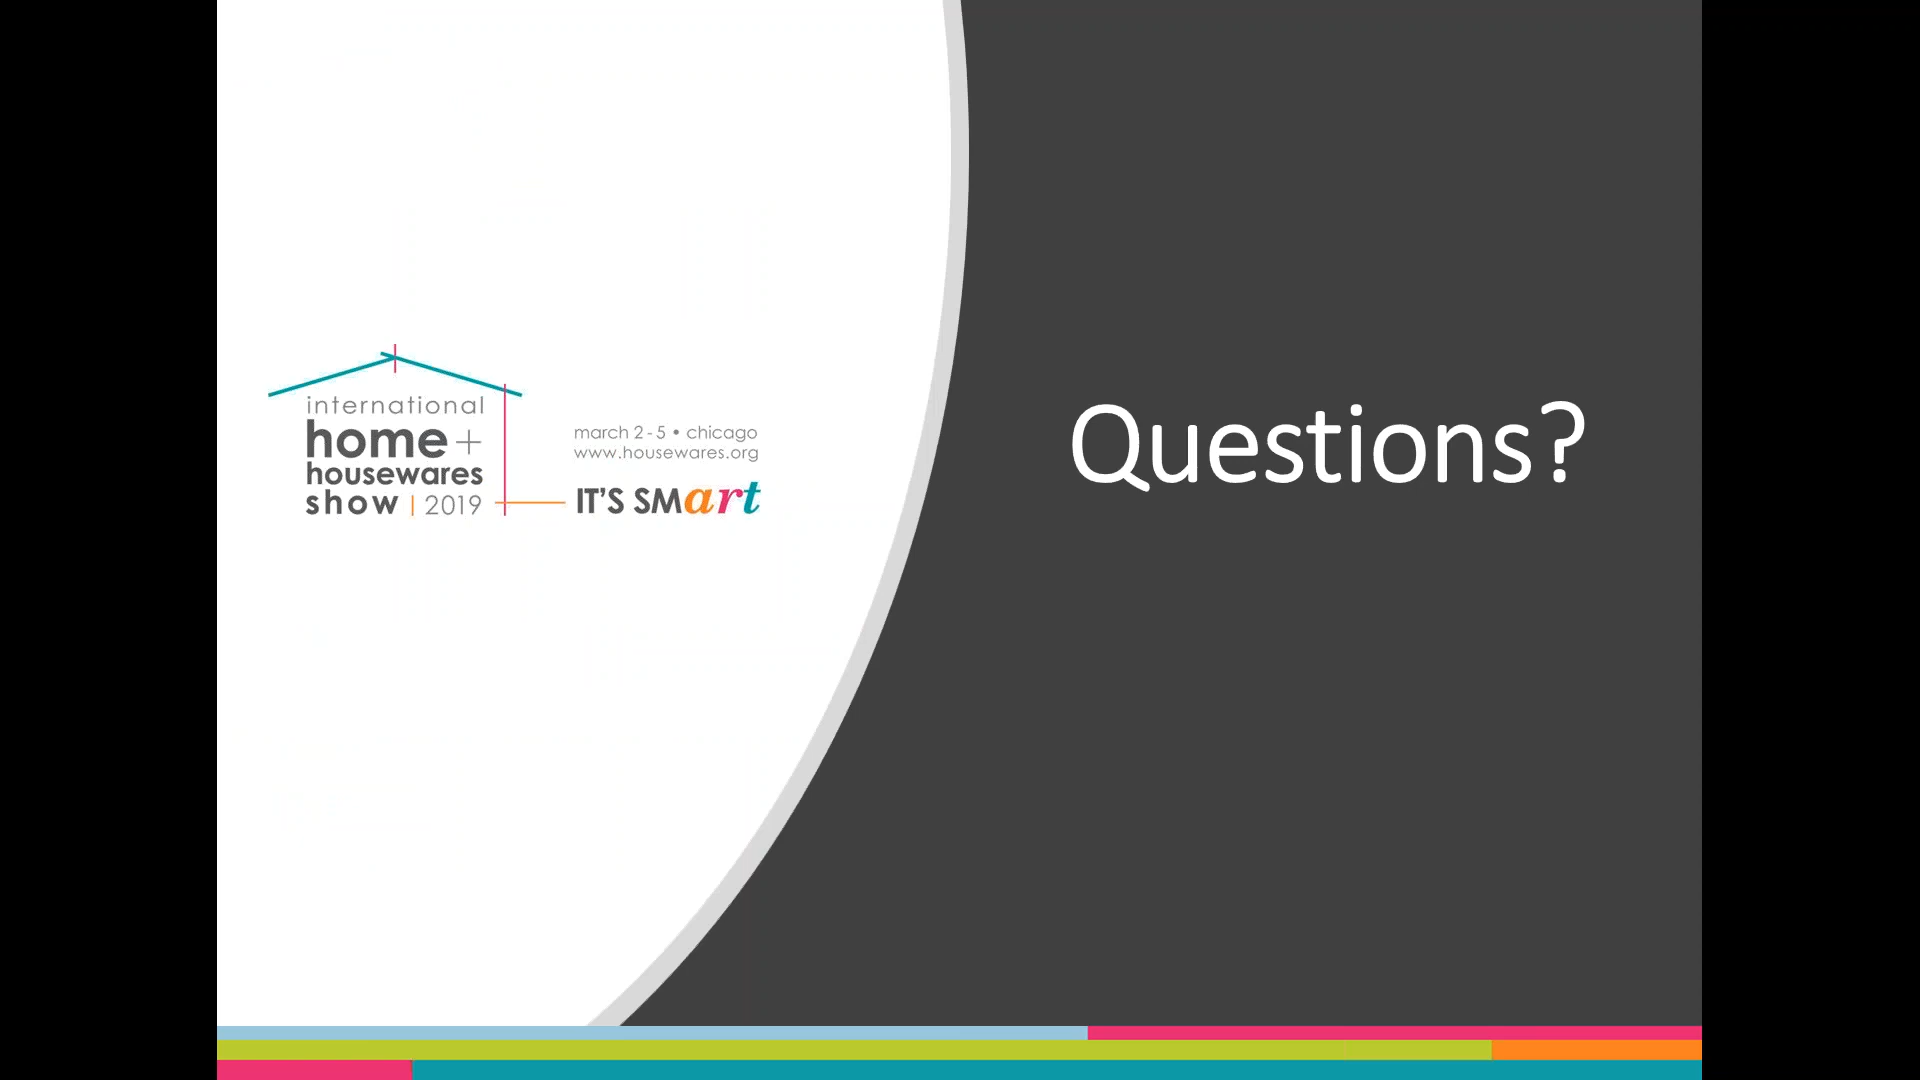 international
home +
housewares
show | 2019
march 2 - 5 • chicago
www.housewares.org
IT'S SMart
Questions?